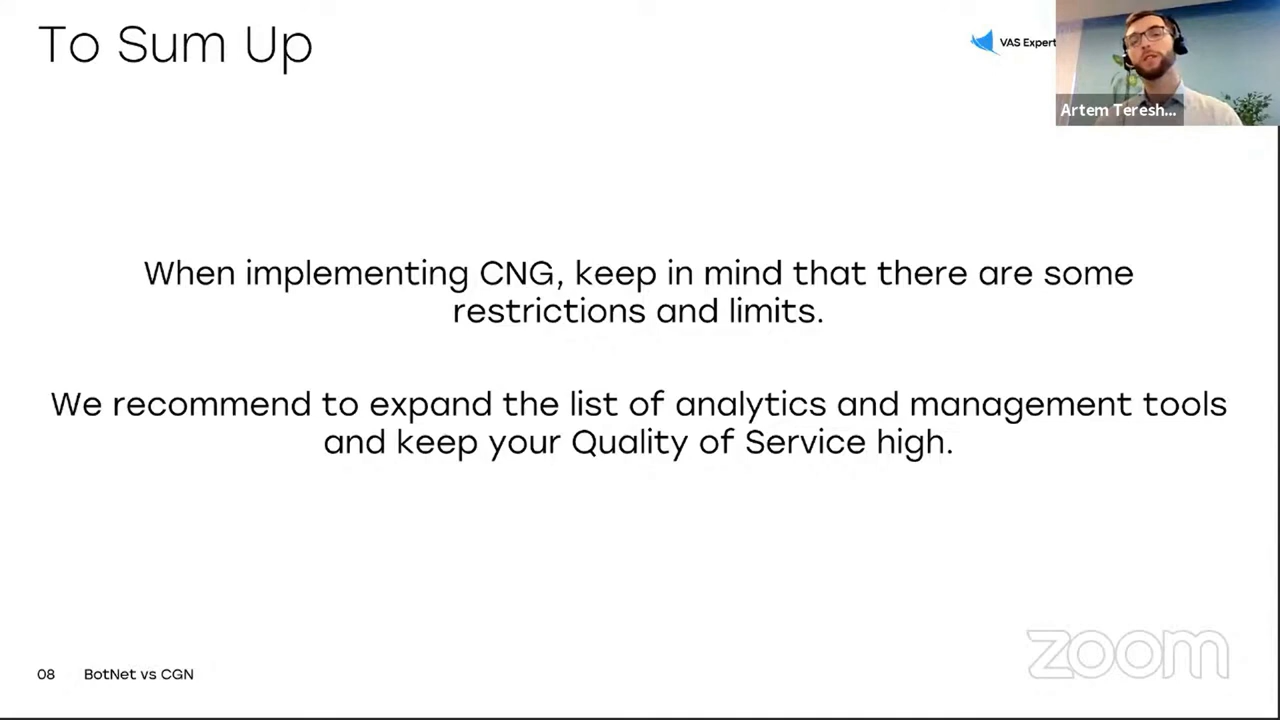 To Sum Up
VAS Expert
Artem Teresh...
When implementing CNG, keep in mind that there are some
restrictions and limits.
We recommend to expand the list of analytics and management tools
and keep your Quality of Service high.
08 BotNet vs CGN
zoom